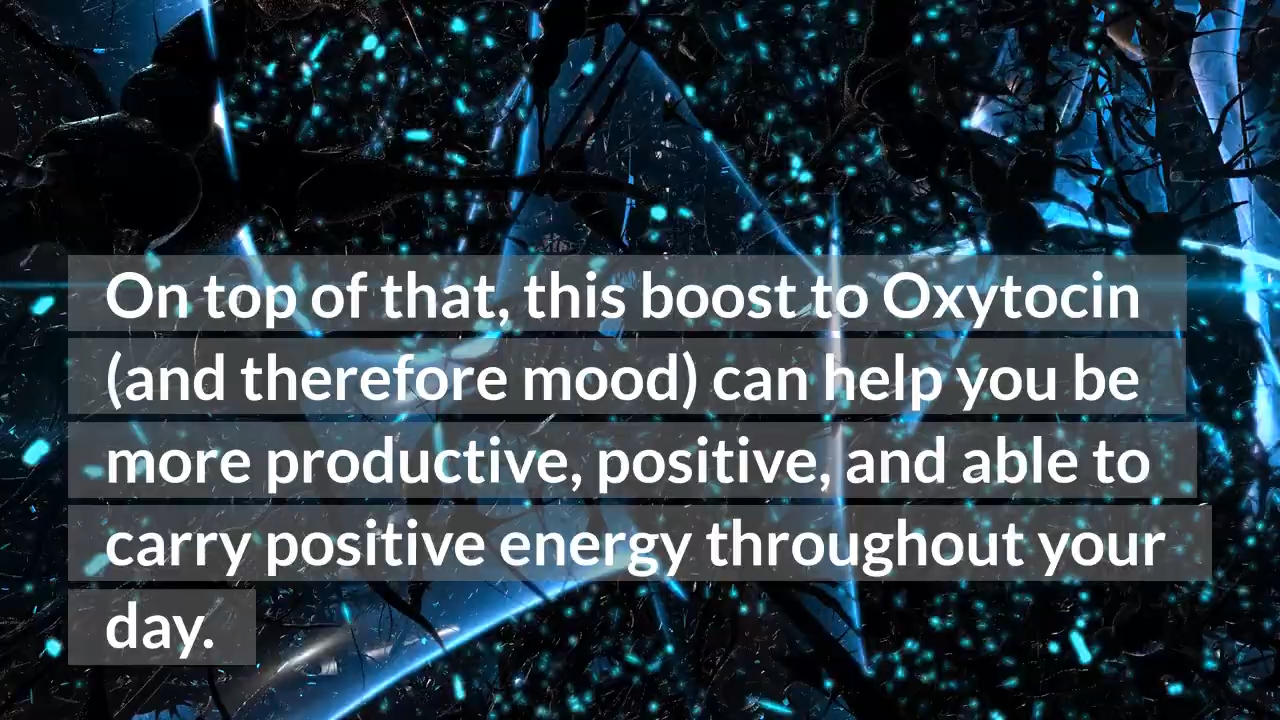 On top of that, this boost to Oxytocin
(and therefore mood) can help you be
more productive, positive, and able to
carry positive energy throughout your
day.